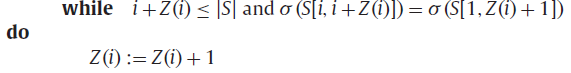 while i + Z(i) ≤ |S| and σ(S[i, i + Z(i)]) = σ(S[1, Z(i) + 1])
do
Z(i) := Z(i) + 1